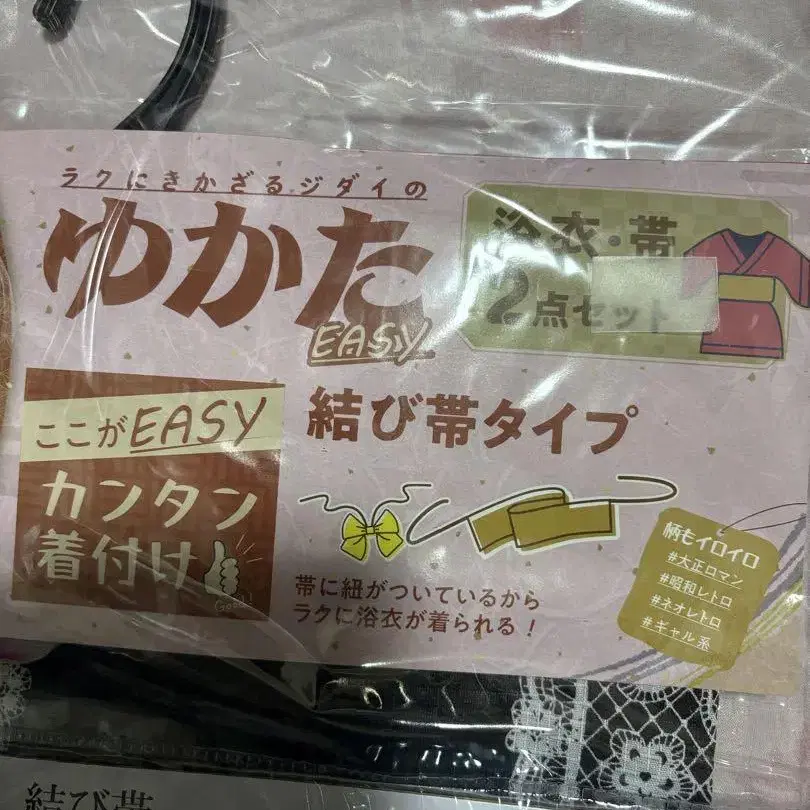 ラクにきかざるジダイの
ゆかた
EASY
浴衣・帯
2点セット
ここがEASY
カンタン
着付け
GOOD!
結び帯タイプ
帯に紐がついているから
ラクに浴衣が着られる！
柄もイロイロ
#大正ロマン
#昭和レトロ
#ネオレトロ
#ギャル系
結び帯